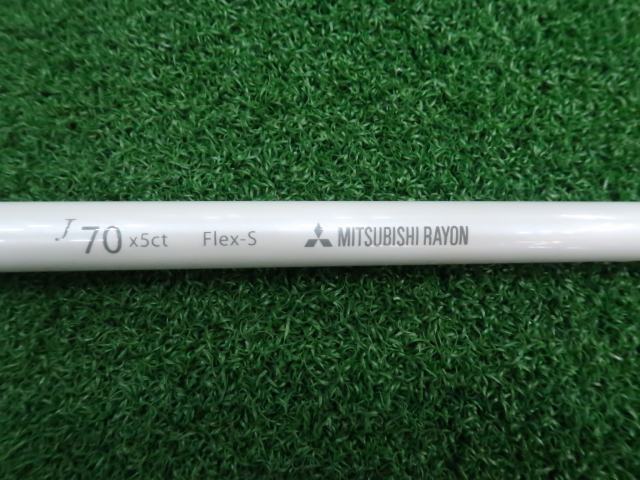 J 70 x5ct Flex-S MITSUBISHI RAYON